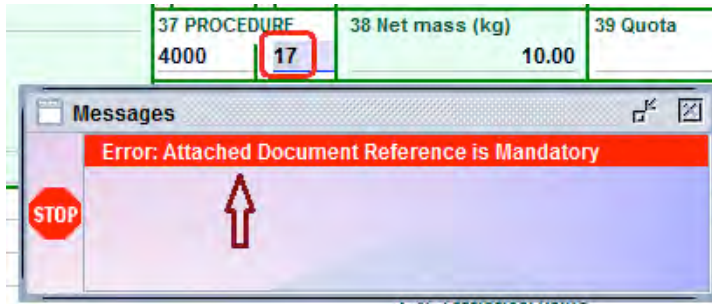 37 PROCEDURE 38 Net mass (kg) 39 Quota
4000 17 10.00
Messages
Error: Attached Document Reference is Mandatory
STOP